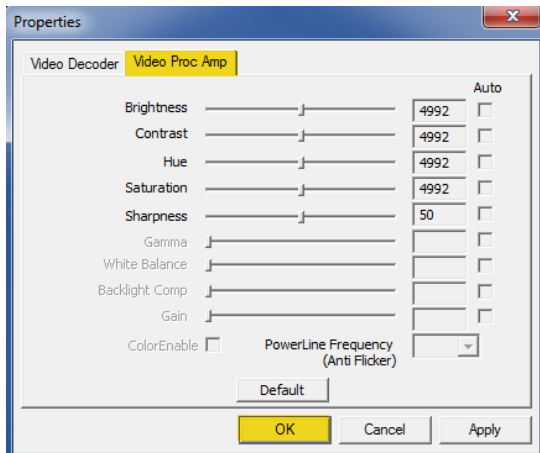 Properties
Video Decoder Video Proc Amp
Auto
Brightness 4992
Contrast 4992
Hue 4992
Saturation 4992
Sharpness 50
Gamma
White Balance
Backlight Comp
Gain
ColorEnable PowerLine Frequency
(Anti Flicker)
Default
OK Cancel Apply